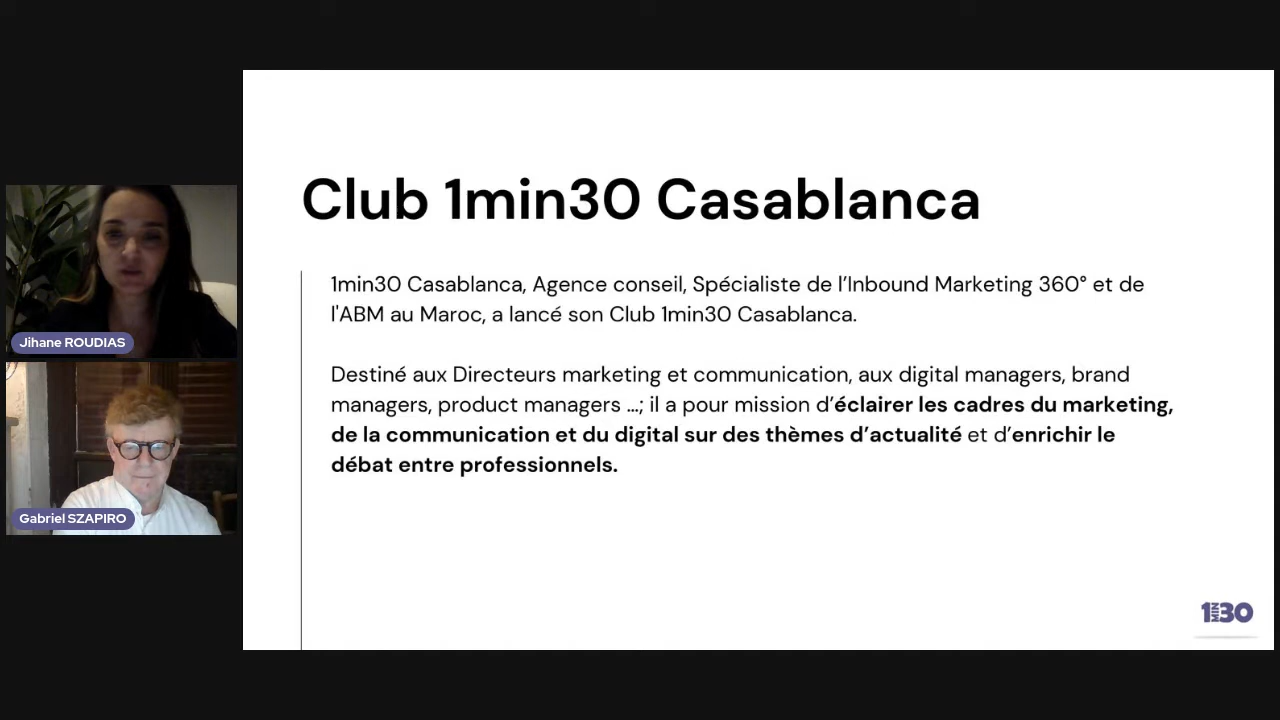 Club 1min30 Casablanca
1min30 Casablanca, Agence conseil, Spécialiste de l’Inbound Marketing 360° et de
l'ABM au Maroc, a lancé son Club 1min30 Casablanca.
Destiné aux Directeurs marketing et communication, aux digital managers, brand
managers, product managers ...; il a pour mission d’éclairer les cadres du marketing,
de la communication et du digital sur des thèmes d’actualité et d’enrichir le
débat entre professionnels.
Jihane ROUDIAS
Gabriel SZAPIRO
1MIN30